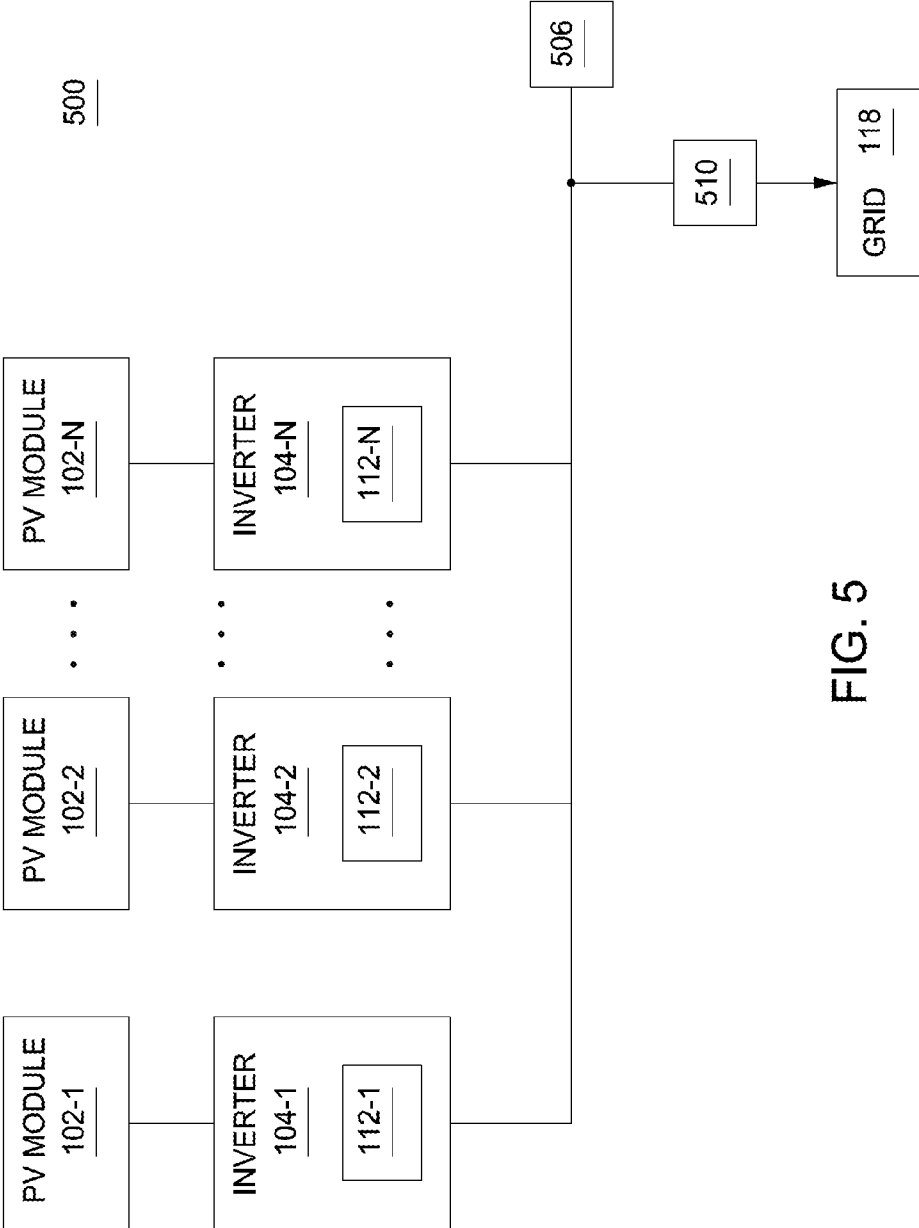 500
PV MODULE
102-1
PV MODULE
102-2
PV MODULE
102-N
INVERTER
104-1
112-1
INVERTER
104-2
112-2
INVERTER
104-N
112-N
506
510
GRID 118
FIG. 5